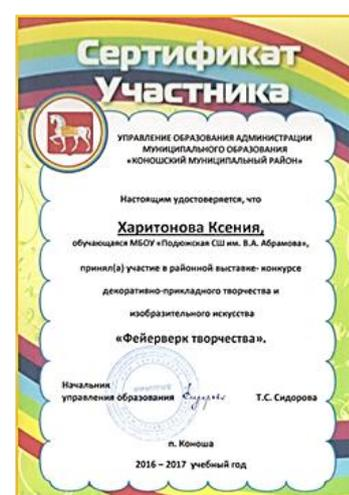 Сертификат
Участника
УПРАВЛЕНИЕ ОБРАЗОВАНИЯ АДМИНИСТРАЦИИ
МУНИЦИПАЛЬНОГО ОБРАЗОВАНИЯ
«КОНОШСКИЙ МУНИЦИПАЛЬНЫЙ РАЙОН»
Настоящим удостоверяется, что
Харитонова Ксения,
обучающаяся МБОУ «Подюжская СШ им. В.А. Абрамова»,
принял(а) участие в районной выставке- конкурсе
декоративно-прикладного творчества и
изобразительного искусства
«Фейерверк творчества».
Начальник
управления образования Т.С. Сидорова
п. Коноша
2016 – 2017 учебный год